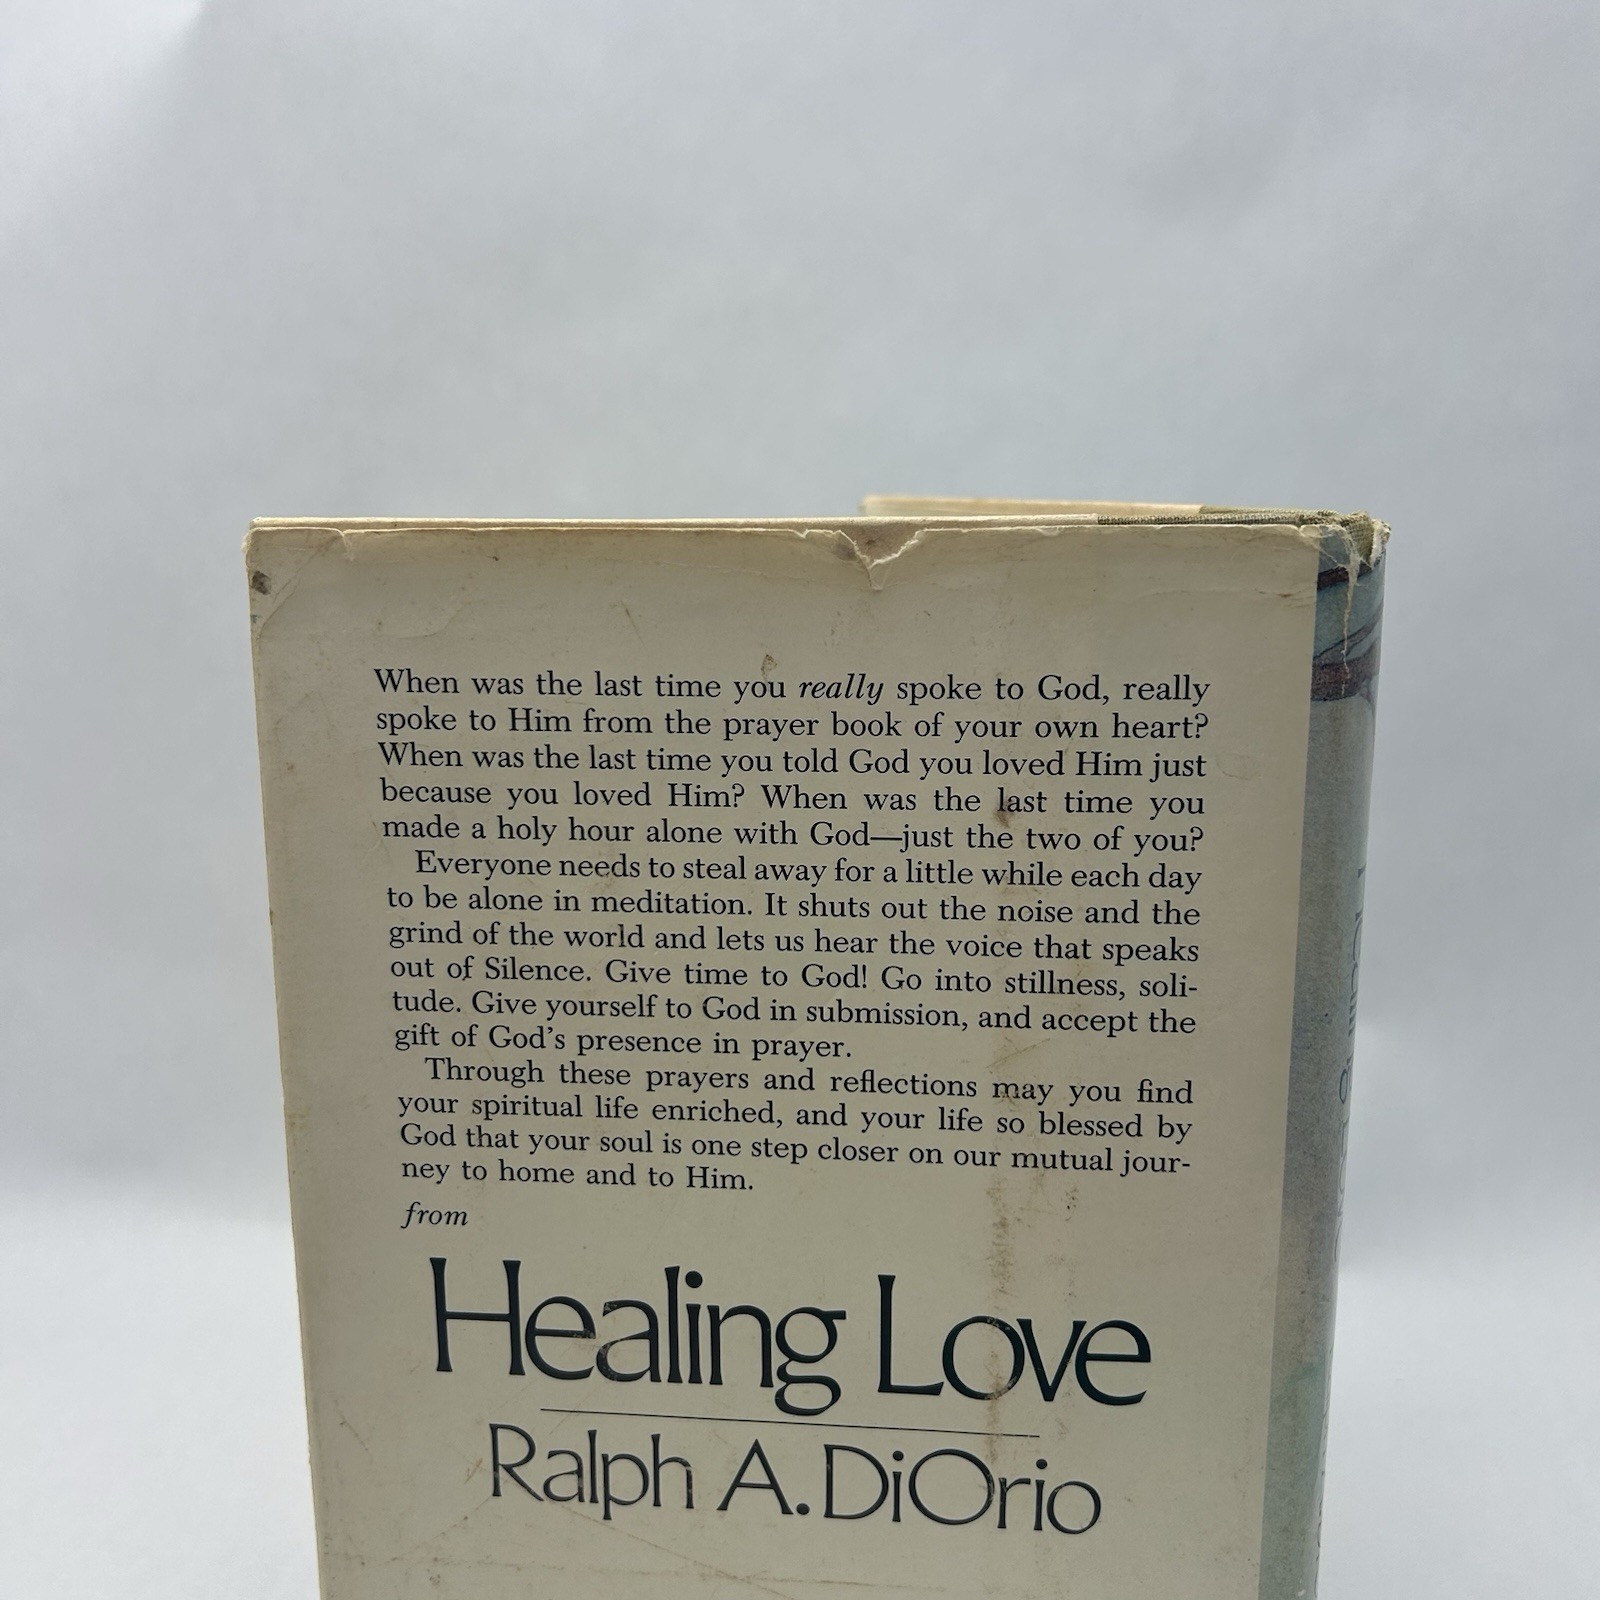 When was the last time you really spoke to God, really
spoke to Him from the prayer book of your own heart?
When was the last time you told God you loved Him just
because you loved Him? When was the last time you
made a holy hour alone with God—just the two of you?
Everyone needs to steal away for a little while each day
to be alone in meditation. It shuts out the noise and the
grind of the world and lets us hear the voice that speaks
out of Silence. Give time to God! Go into stillness, soli-
tude. Give yourself to God in submission, and accept the
gift of God's presence in prayer.
Through these prayers and reflections may you find
your spiritual life enriched, and your life so blessed by
God that your soul is one step closer on our mutual jour-
ney to home and to Him.
from
Healing Love
Ralph A. DiOrio